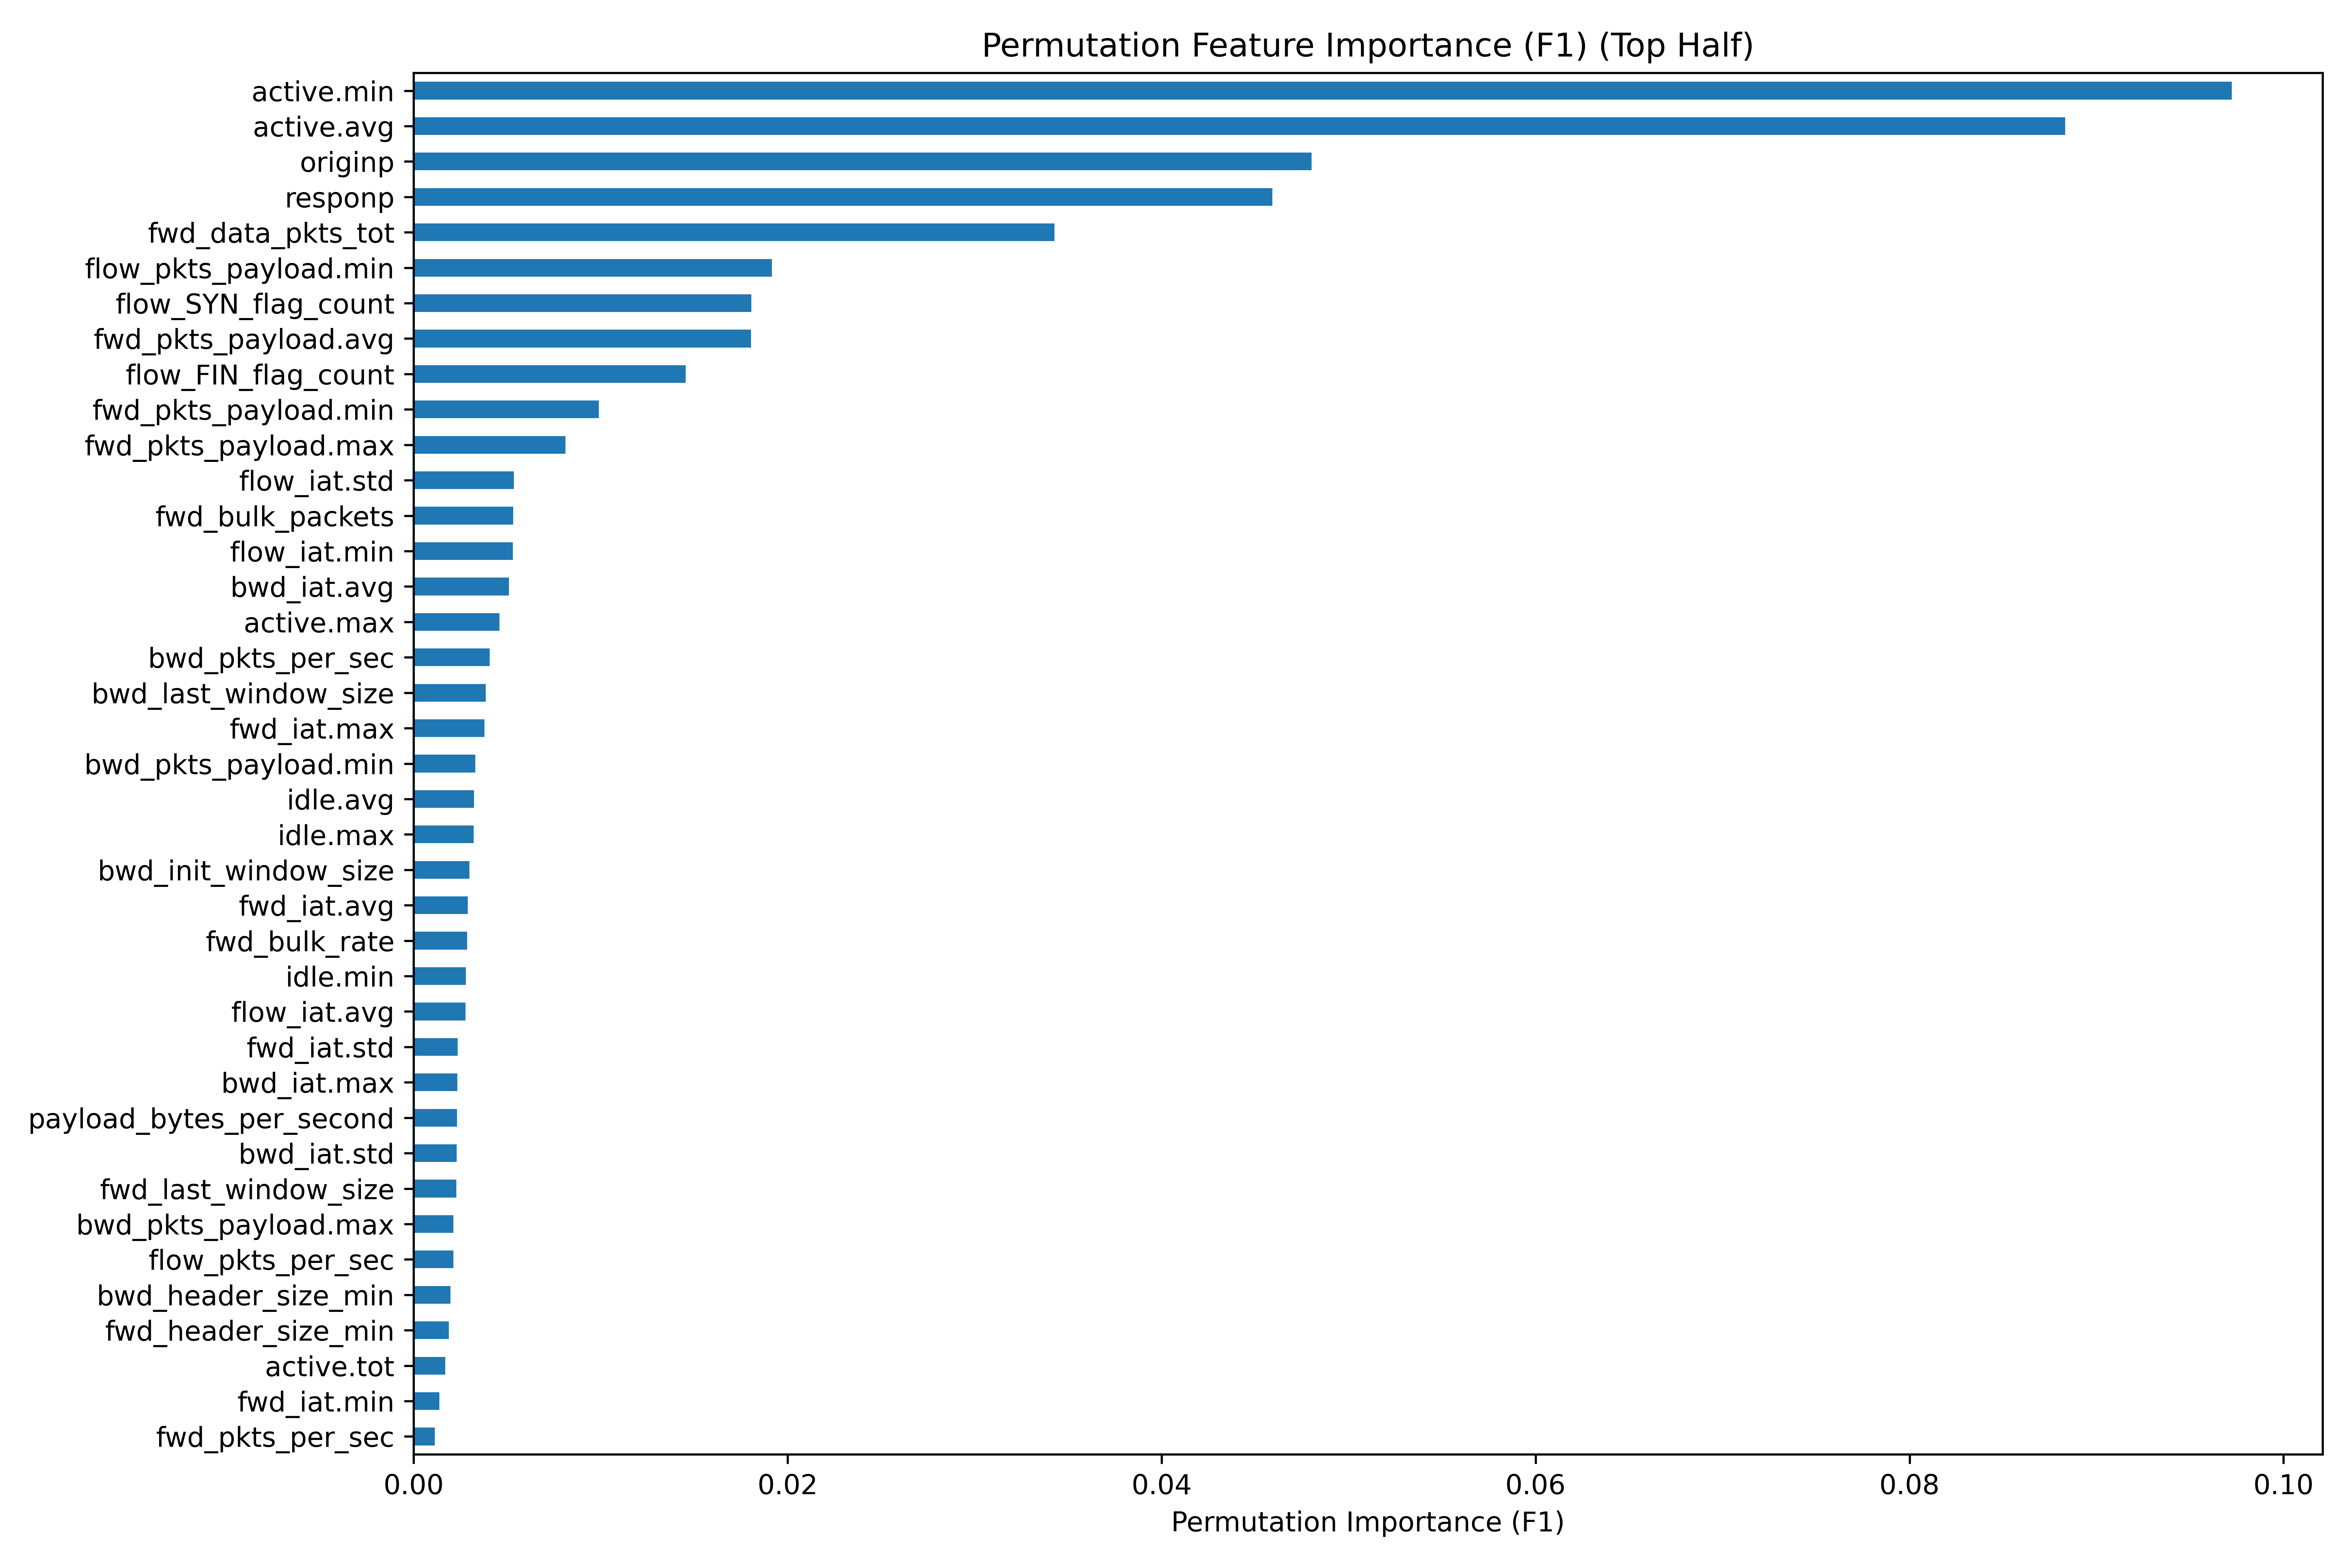 Permutation Feature Importance (F1) (Top Half)
active.min
active.avg
originp
responp
fwd_data_pkts_tot
flow_pkts_payload.min
flow_SYN_flag_count
fwd_pkts_payload.avg
flow_FIN_flag_count
fwd_pkts_payload.min
fwd_pkts_payload.max
flow_iat.std
fwd_bulk_packets
flow_iat.min
bwd_iat.avg
active.max
bwd_pkts_per_sec
bwd_last_window_size
fwd_iat.max
bwd_pkts_payload.min
idle.avg
idle.max
bwd_init_window_size
fwd_iat.avg
fwd_bulk_rate
idle.min
flow_iat.avg
fwd_iat.std
bwd_iat.max
payload_bytes_per_second
bwd_iat.std
fwd_last_window_size
bwd_pkts_payload.max
flow_pkts_per_sec
bwd_header_size_min
fwd_header_size_min
active.tot
fwd_iat.min
fwd_pkts_per_sec
0.00 0.02 0.04 0.06 0.08 0.10
Permutation Importance (F1)